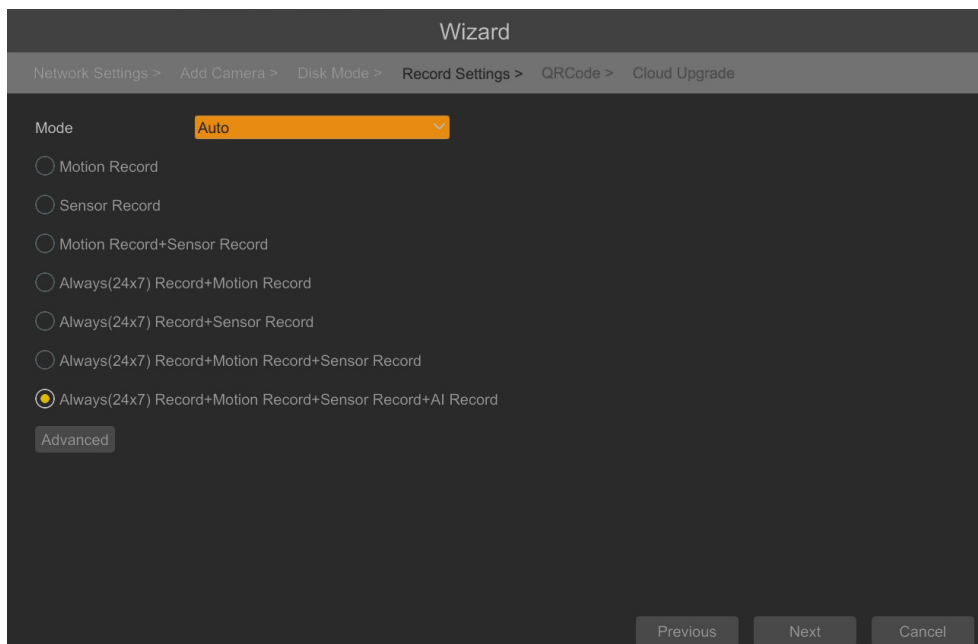 Wizard
Network Settings > Add Camera > Disk Mode > Record Settings > QRCode > Cloud Upgrade
Mode Auto
Motion Record
Sensor Record
Motion Record+Sensor Record
Always(24x7) Record+Motion Record
Always(24x7) Record+Sensor Record
Always(24x7) Record+Motion Record+Sensor Record
Always(24x7) Record+Motion Record+Sensor Record+AI Record
Advanced
Previous Next Cancel